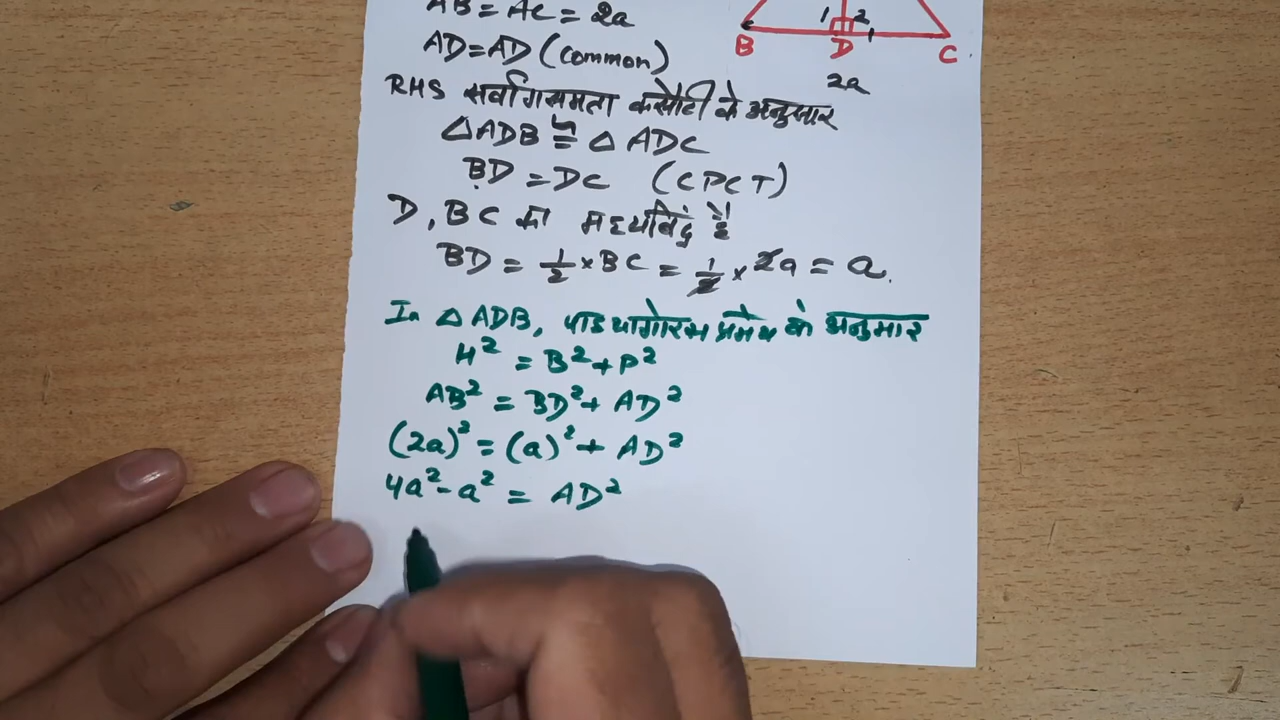 AB = AC = 2a
AD = AD (common)
RHS सर्वांगसमता कसौटी के अनुसार
△ADB ≅ △ADC
BD = DC (CPCT)
D, BC का मध्यबिंदु है
BD = 1/2 × BC = 1/2 × 2a = a.
In △ADB, पाइथागोरस प्रमेय के अनुसार
H² = B² + P²
AB² = BD² + AD²
(2a)² = (a)² + AD²
4a² - a² = AD²
1 2
B D C
2a